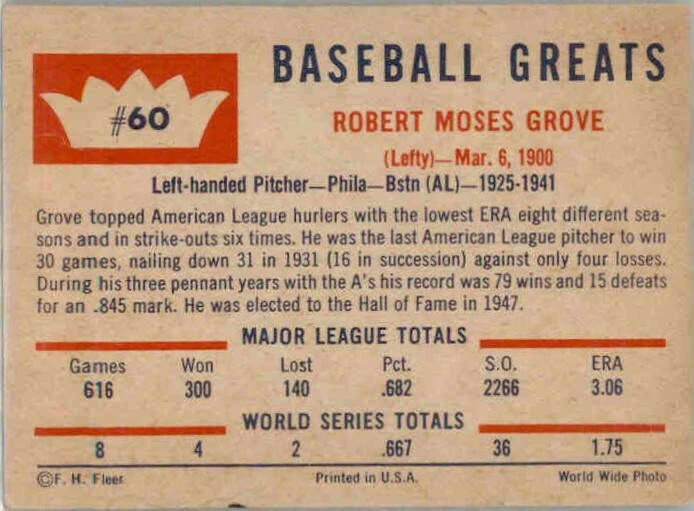 #60
BASEBALL GREATS
ROBERT MOSES GROVE
(Lefty)—Mar. 6, 1900
Left-handed Pitcher—Phila—Bstn (AL)—1925-1941
Grove topped American League hurlers with the lowest ERA eight different sea-
sons and in strike-outs six times. He was the last American League pitcher to win
30 games, nailing down 31 in 1931 (16 in succession) against only four losses.
During his three pennant years with the A's his record was 79 wins and 15 defeats
for an .845 mark. He was elected to the Hall of Fame in 1947.
MAJOR LEAGUE TOTALS
Games Won Lost Pct. S.O. ERA
616 300 140 .682 2266 3.06
WORLD SERIES TOTALS
8 4 2 .667 36 1.75
©F. H. Fleer Printed in U.S.A. World Wide Photo